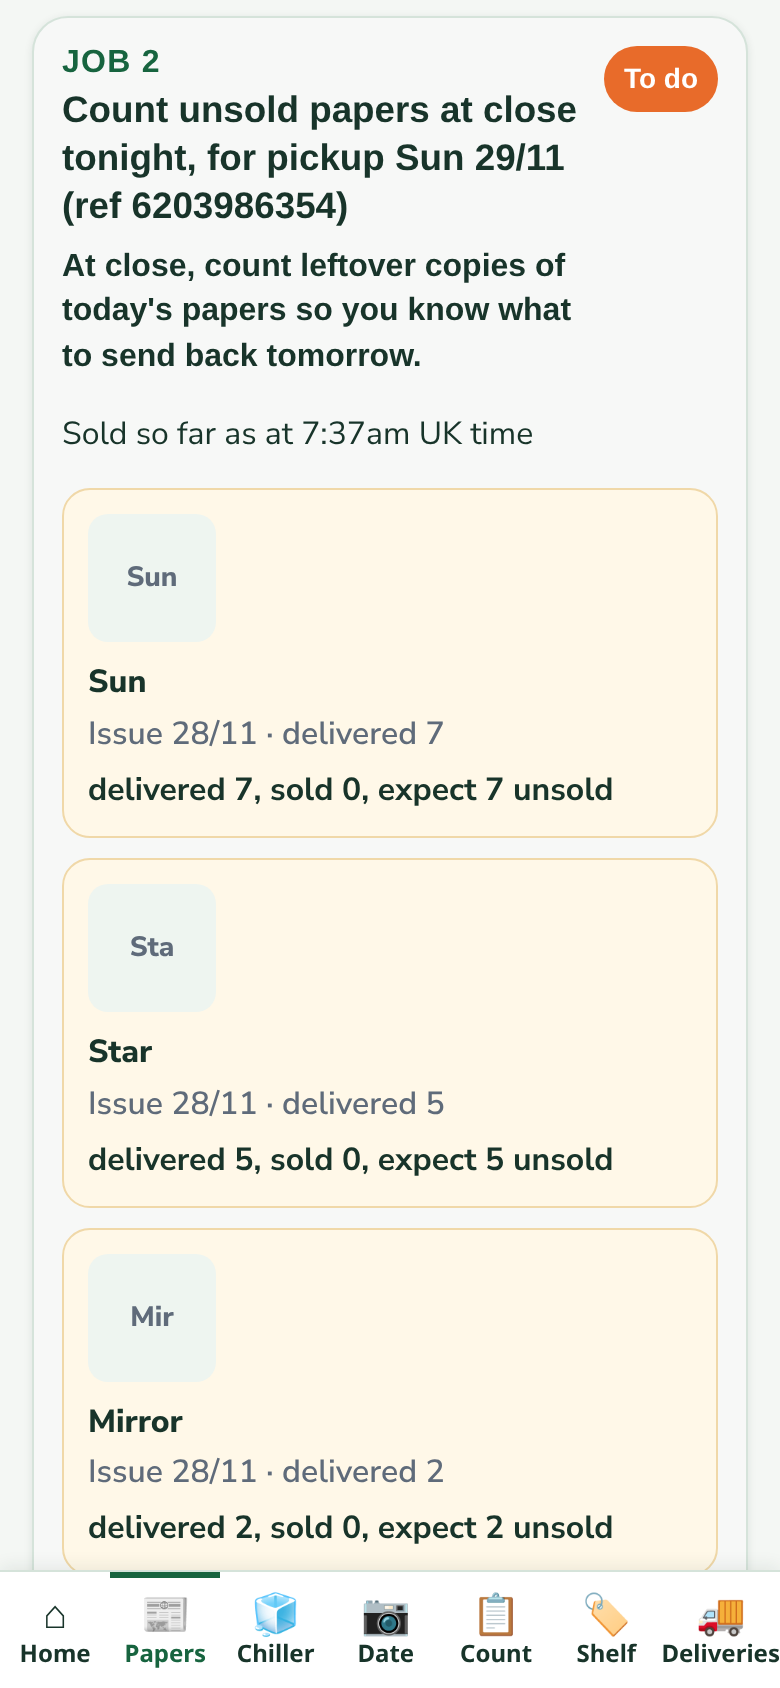 JOB 2
To do
Count unsold papers at close
tonight, for pickup Sun 29/11
(ref 6203986354)
At close, count leftover copies of
today's papers so you know what
to send back tomorrow.
Sold so far as at 7:37am UK time
Sun
Sun
Issue 28/11 · delivered 7
delivered 7, sold 0, expect 7 unsold
Sta
Star
Issue 28/11 · delivered 5
delivered 5, sold 0, expect 5 unsold
Mir
Mirror
Issue 28/11 · delivered 2
delivered 2, sold 0, expect 2 unsold
Home Papers Chiller Date Count Shelf Deliveries